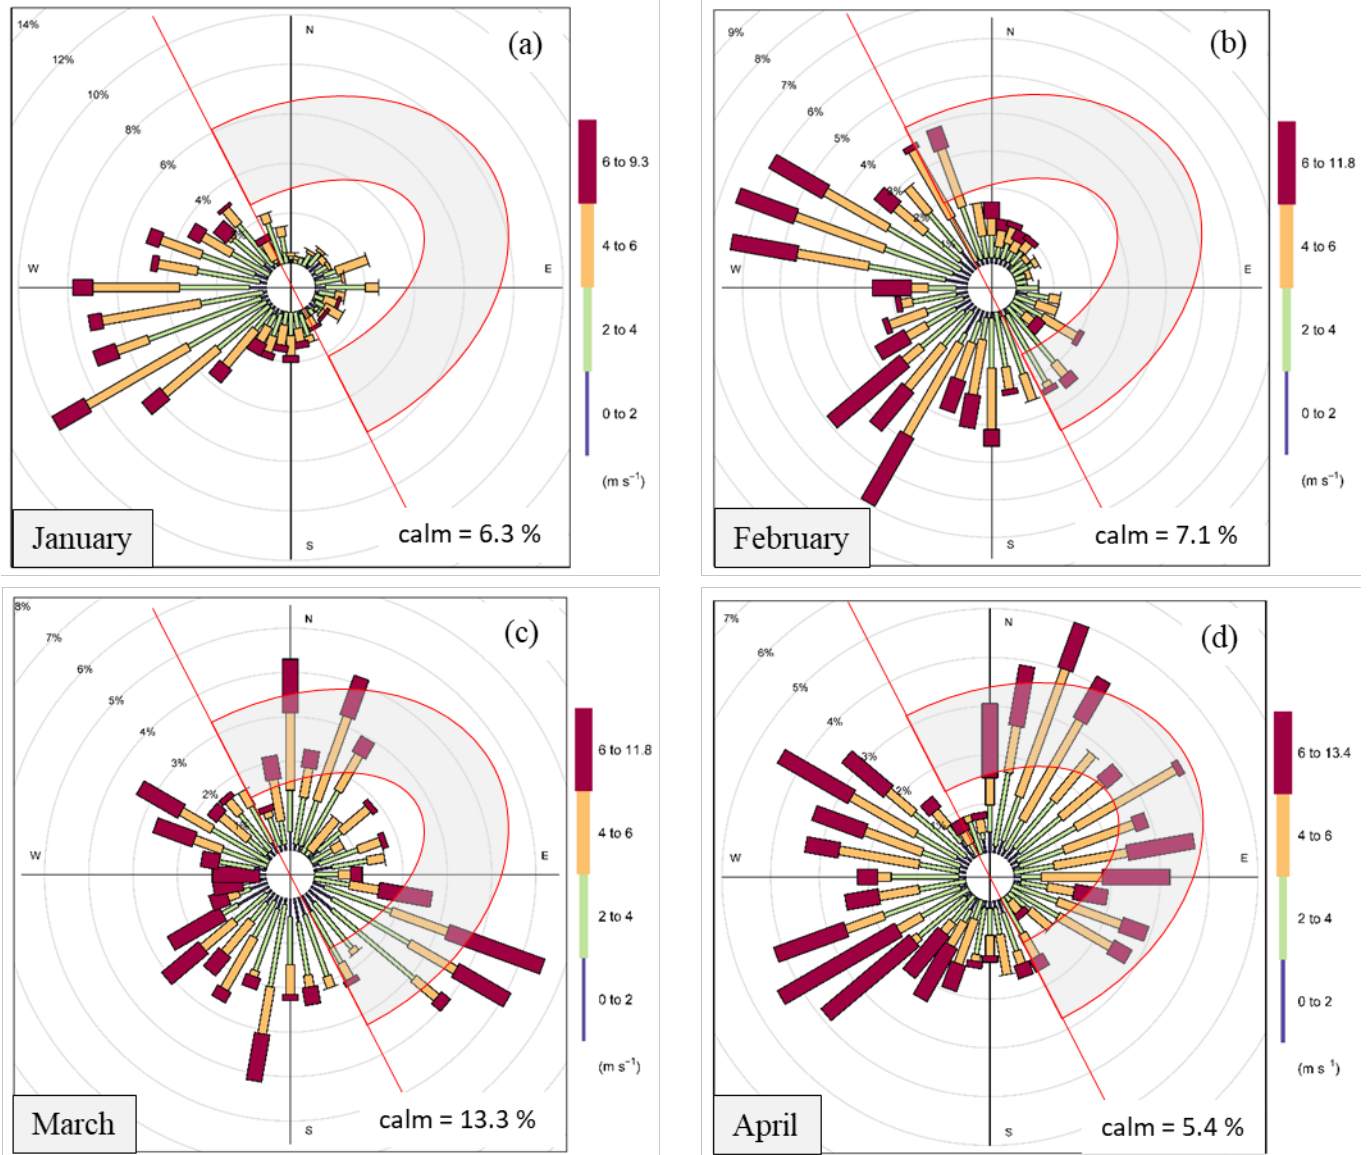 14%
12%
10%
8%
6%
4%
N
W
E
S
(a)
6 to 9.3
4 to 6
2 to 4
0 to 2
(m s⁻¹)
January
calm = 6.3 %
9%
8%
7%
6%
5%
4%
3%
2%
1%
N
W
E
S
(b)
6 to 11.8
4 to 6
2 to 4
0 to 2
(m s⁻¹)
February
calm = 7.1 %
8%
7%
6%
5%
4%
3%
2%
N
W
E
S
(c)
6 to 11.8
4 to 6
2 to 4
0 to 2
(m s⁻¹)
March
calm = 13.3 %
7%
6%
5%
4%
3%
2%
N
W
E
S
(d)
6 to 13.4
4 to 6
2 to 4
0 to 2
(m s ¹)
April
calm = 5.4 %